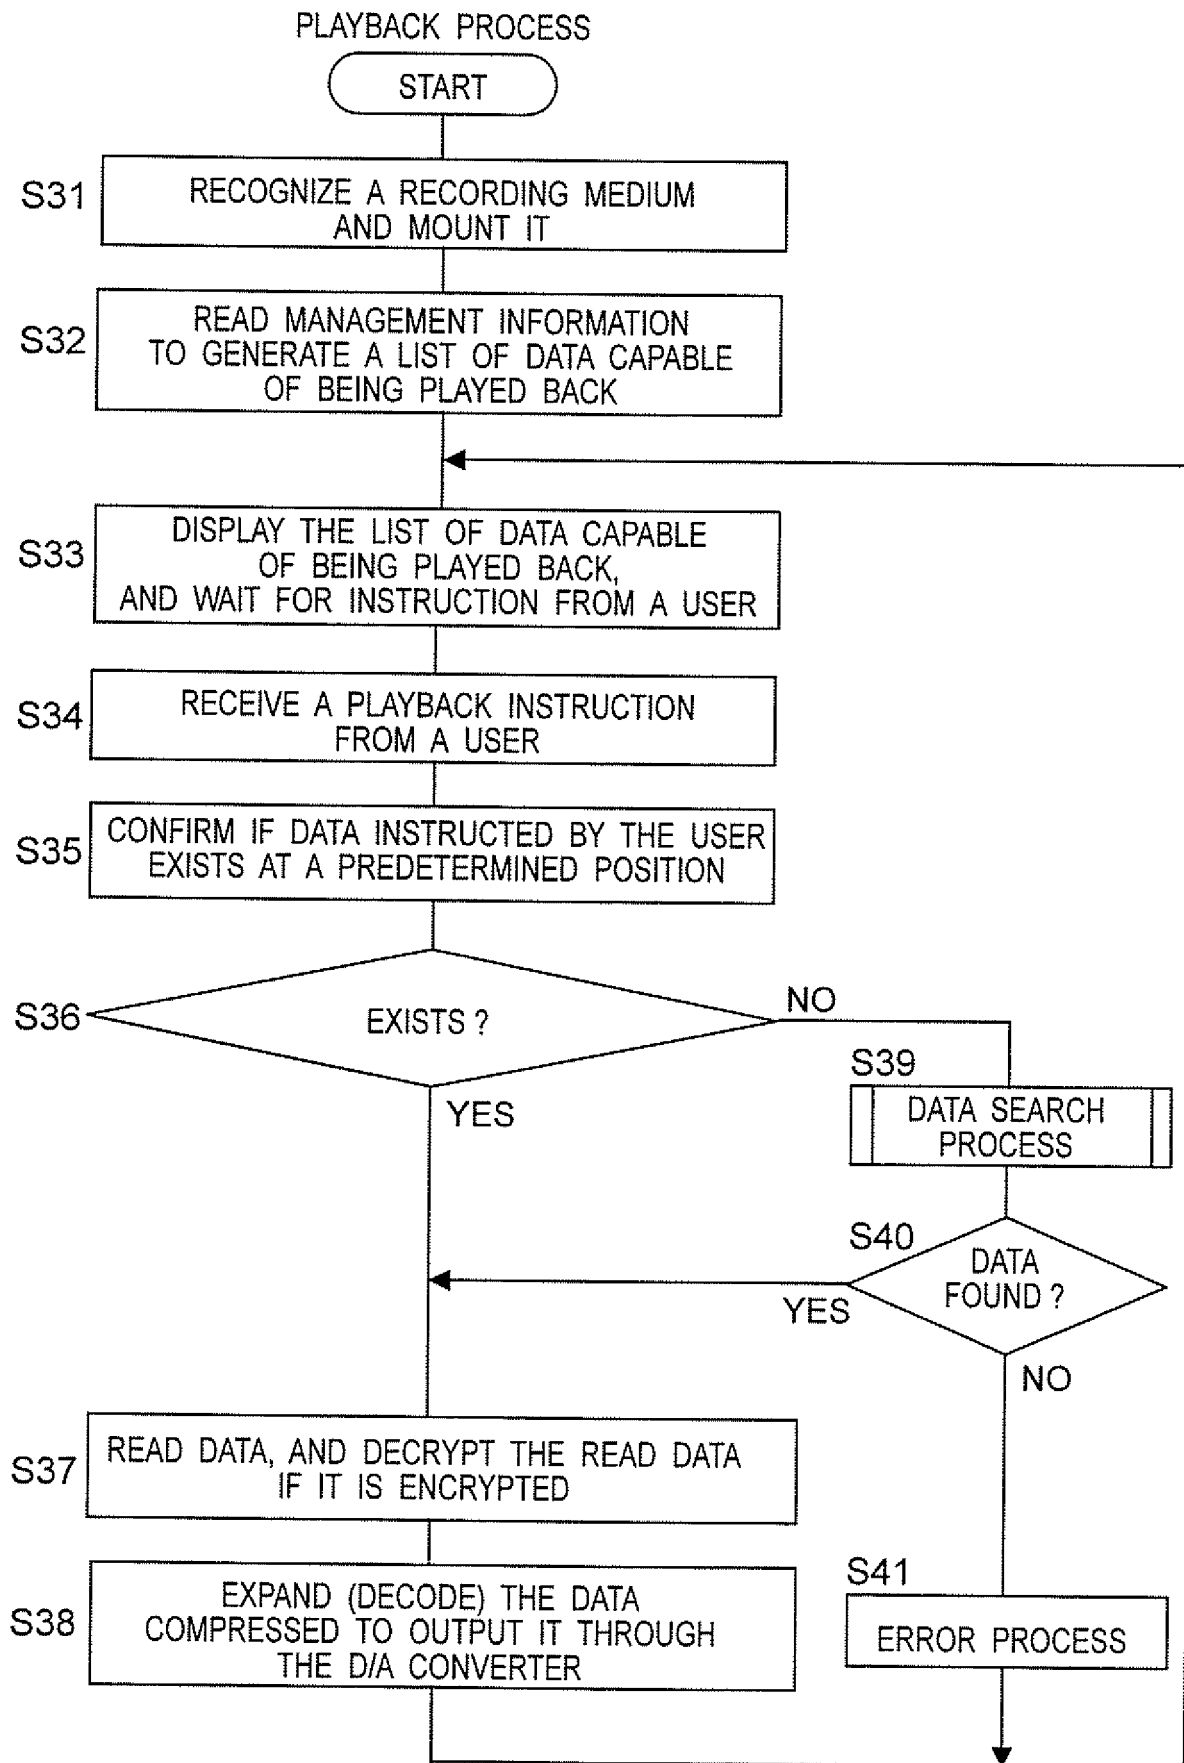 PLAYBACK PROCESS
START
S31
RECOGNIZE A RECORDING MEDIUM
AND MOUNT IT
S32
READ MANAGEMENT INFORMATION
TO GENERATE A LIST OF DATA CAPABLE
OF BEING PLAYED BACK
S33
DISPLAY THE LIST OF DATA CAPABLE
OF BEING PLAYED BACK,
AND WAIT FOR INSTRUCTION FROM A USER
S34
RECEIVE A PLAYBACK INSTRUCTION
FROM A USER
S35
CONFIRM IF DATA INSTRUCTED BY THE USER
EXISTS AT A PREDETERMINED POSITION
S36
EXISTS ?
NO
YES
S39
DATA SEARCH
PROCESS
S40
DATA
FOUND ?
YES
NO
S37
READ DATA, AND DECRYPT THE READ DATA
IF IT IS ENCRYPTED
S38
EXPAND (DECODE) THE DATA
COMPRESSED TO OUTPUT IT THROUGH
THE D/A CONVERTER
S41
ERROR PROCESS